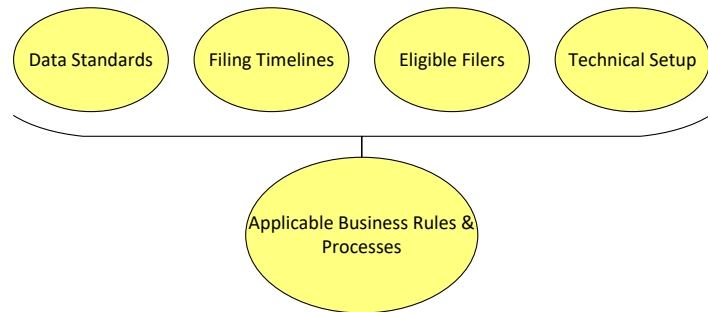 Data Standards
Filing Timelines
Eligible Filers
Technical Setup
Applicable Business Rules &
Processes